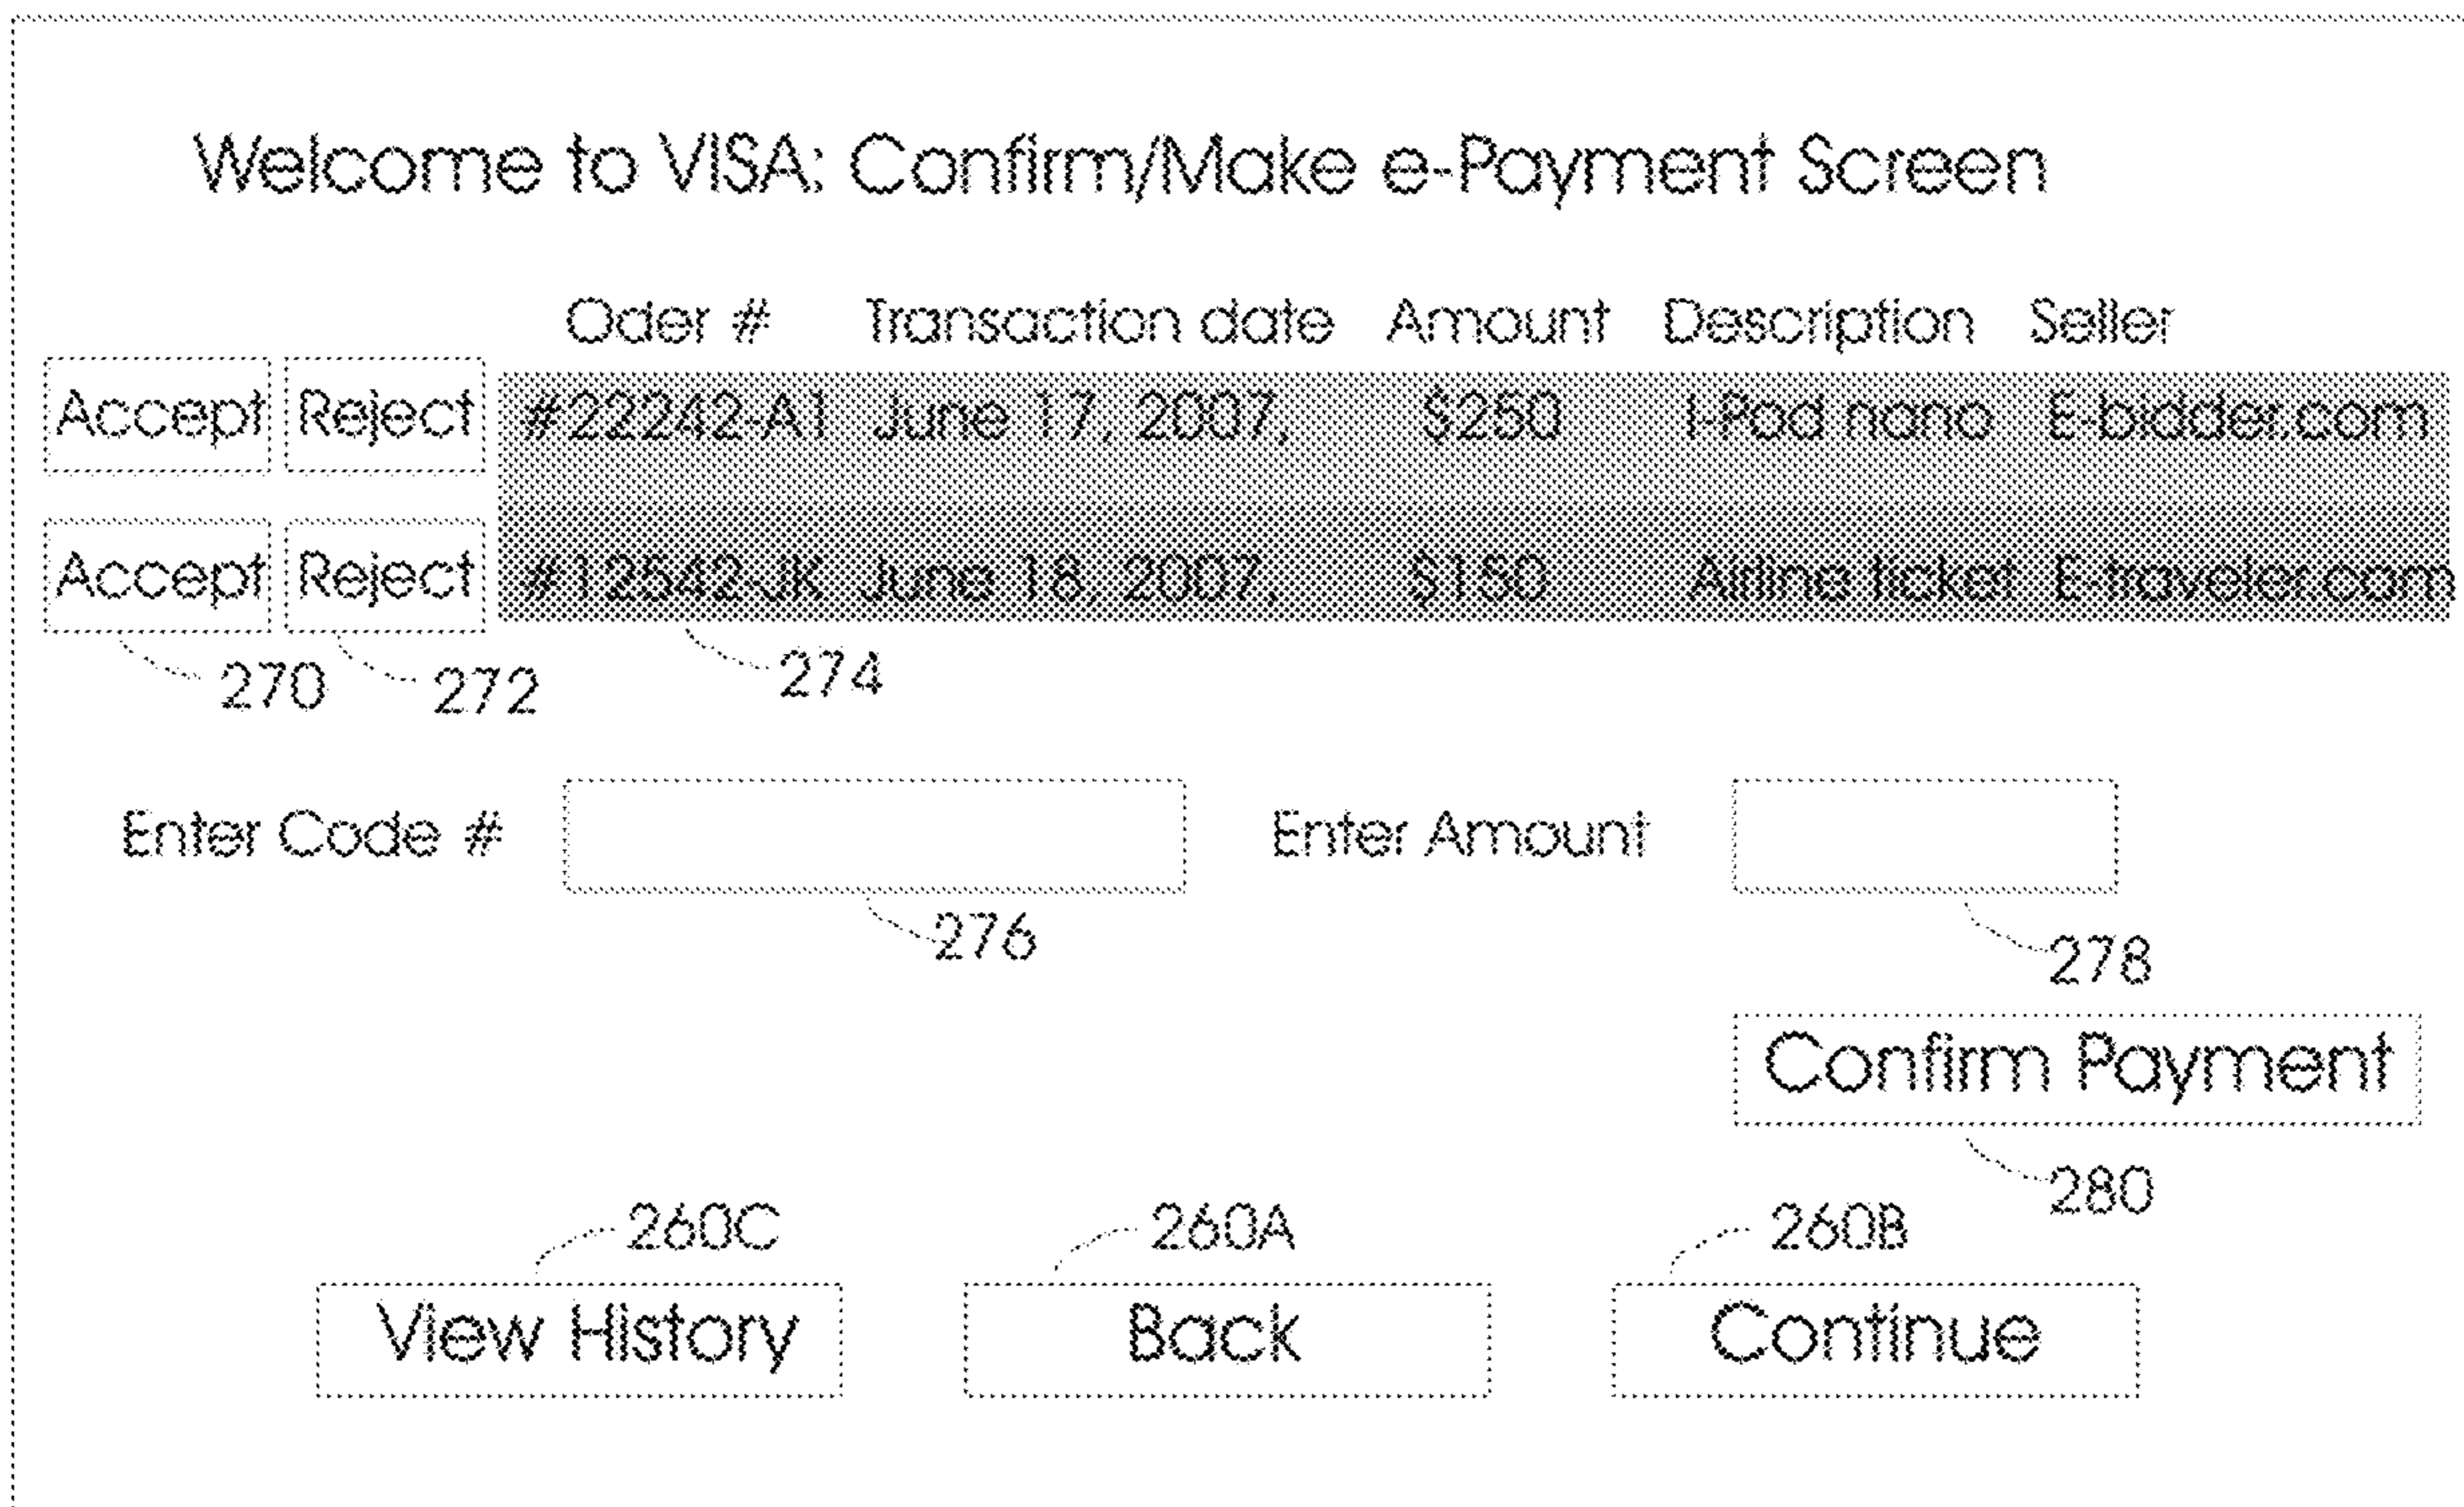 Welcome to VISA: Confirm/Make e-Payment Screen
Oder # Transaction date Amount Description Seller
Accept Reject #22242-A1 June 17, 2007, $250 I-Pod nano E-bidder.com
Accept Reject #12542-JK June 18, 2007, $150 Airline ticket E-traveler.com
270 272 274
Enter Code # Enter Amount
276 278
Confirm Payment
280
260C 260A 260B
View History Back Continue